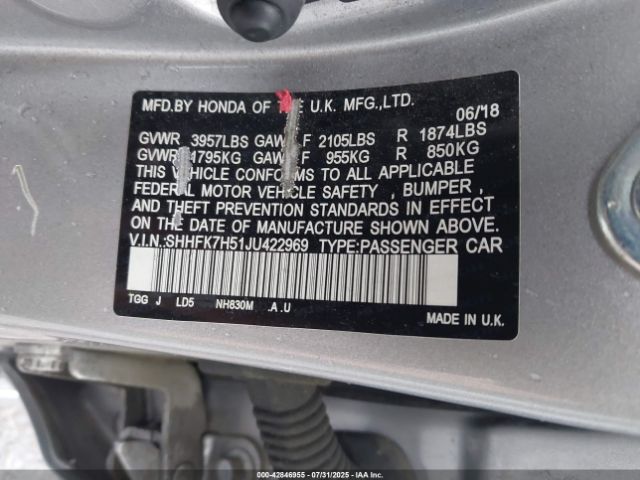 MFD.BY HONDA OF THE U.K. MFG.,LTD.
06/18
GVWR 3957LBS GAWR F 2105LBS R 1874LBS
GVWR 1795KG GAWR F 955KG R 850KG
THIS VEHICLE CONFORMS TO ALL APPLICABLE
FEDERAL MOTOR VEHICLE SAFETY , BUMPER ,
AND THEFT PREVENTION STANDARDS IN EFFECT
ON THE DATE OF MANUFACTURE SHOWN ABOVE.
V.I.N.:SHHFK7H51JU422969 TYPE:PASSENGER CAR
TGG J LD5 NH830M .A .U
MADE IN U.K.
000-42846955 07/31/2025 IAAI.COM